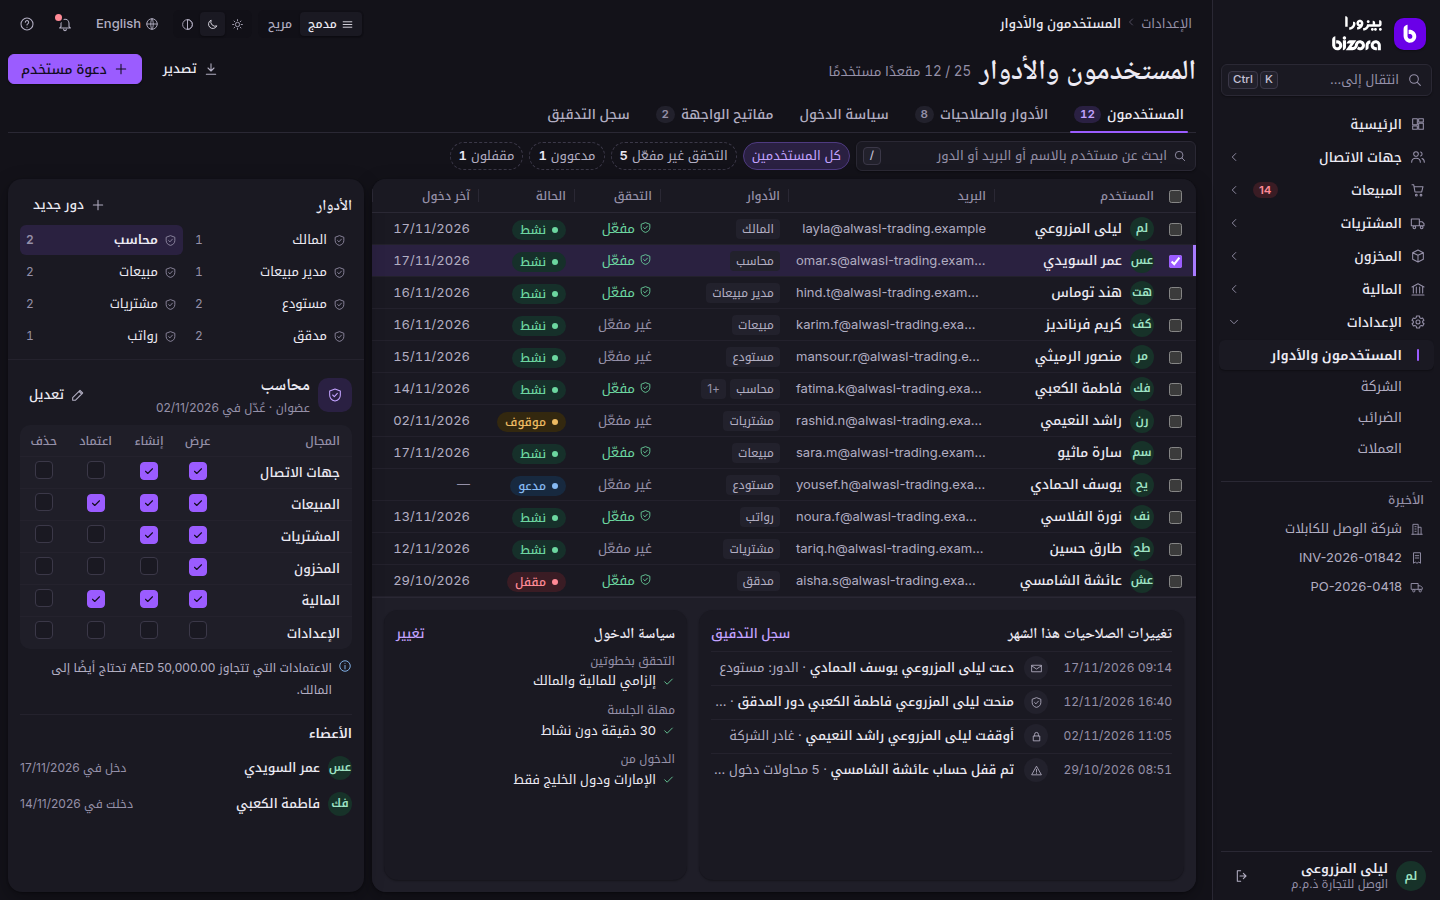 بيزورا
bizora
انتقال إلى...
Ctrl K
الرئيسية
جهات الاتصال
المبيعات 14
المشتريات
المخزون
المالية
الإعدادات
المستخدمون والأدوار
الشركة
الضرائب
العملات
الأخيرة
شركة الوصل للكابلات
INV-2026-01842
PO-2026-0418
لم ليلى المزروعي
الوصل للتجارة ذ.م.م
الإعدادات › المستخدمون والأدوار
مدمج مريح
English
المستخدمون والأدوار 12 / 25 مقعدًا مستخدمًا
تصدير
دعوة مستخدم
المستخدمون 12
الأدوار والصلاحيات 8
سياسة الدخول
مفاتيح الواجهة 2
سجل التدقيق
ابحث عن مستخدم بالاسم أو البريد أو الدور /
كل المستخدمين
التحقق غير مفعّل 5
مدعوون 1
مقفلون 1
المستخدم البريد الأدوار التحقق الحالة آخر دخول
لم ليلى المزروعي layla@alwasl-trading.example المالك مفعّل نشط 17/11/2026
عس عمر السويدي omar.s@alwasl-trading.exam... محاسب مفعّل نشط 17/11/2026
هت هند توماس hind.t@alwasl-trading.exam... مدير مبيعات مفعّل نشط 16/11/2026
كف كريم فرنانديز karim.f@alwasl-trading.exa... مبيعات غير مفعّل نشط 16/11/2026
مر منصور الرميثي mansour.r@alwasl-trading.e... مستودع غير مفعّل نشط 15/11/2026
فك فاطمة الكعبي fatima.k@alwasl-trading.exa... محاسب +1 مفعّل نشط 14/11/2026
رن راشد النعيمي rashid.n@alwasl-trading.exa... مشتريات غير مفعّل موقوف 02/11/2026
سم سارة ماثيو sara.m@alwasl-trading.exam... مبيعات مفعّل نشط 17/11/2026
يح يوسف الحمادي yousef.h@alwasl-trading.exa... مستودع غير مفعّل مدعو —
نف نورة الفلاسي noura.f@alwasl-trading.exa... رواتب مفعّل نشط 13/11/2026
طح طارق حسين tariq.h@alwasl-trading.exam... مشتريات غير مفعّل نشط 12/11/2026
عش عائشة الشامسي aisha.s@alwasl-trading.exa... مدقق مفعّل مقفل 29/10/2026
تغييرات الصلاحيات هذا الشهر سجل التدقيق
17/11/2026 09:14 دعت ليلى المزروعي يوسف الحمادي · الدور: مستودع
12/11/2026 16:40 منحت ليلى المزروعي فاطمة الكعبي دور المدقق · ...
02/11/2026 11:05 أوقفت ليلى المزروعي راشد النعيمي · غادر الشركة
29/10/2026 08:51 تم قفل حساب عائشة الشامسي · 5 محاولات دخول ...
سياسة الدخول تغيير
التحقق بخطوتين
إلزامي للمالية والمالك
مهلة الجلسة
30 دقيقة دون نشاط
الدخول من
الإمارات ودول الخليج فقط
الأدوار دور جديد
المالك 1 محاسب 2
مدير مبيعات 1 مبيعات 2
مستودع 2 مشتريات 2
مدقق 2 رواتب 1
محاسب
عضوان · عُدّل في 02/11/2026
تعديل
المجال عرض إنشاء اعتماد حذف
جهات الاتصال
المبيعات
المشتريات
المخزون
المالية
الإعدادات
الاعتمادات التي تتجاوز AED 50,000.00 تحتاج أيضًا إلى
المالك.
الأعضاء
عس عمر السويدي دخل في 17/11/2026
فك فاطمة الكعبي دخلت في 14/11/2026